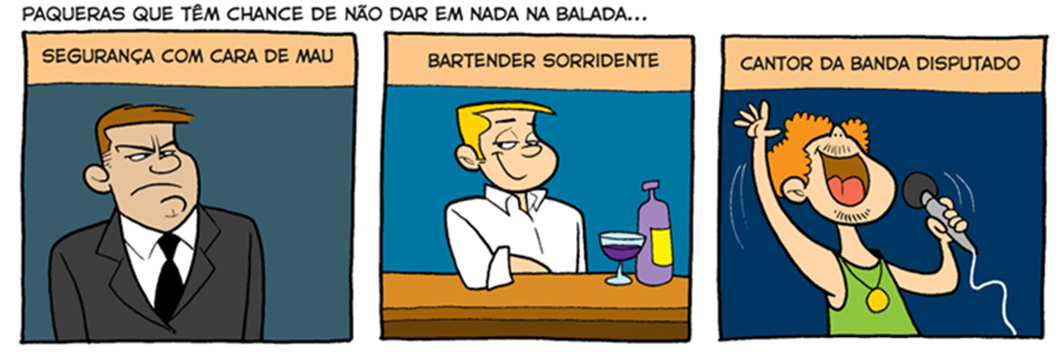 PAQUERAS QUE TÊM CHANCE DE NÃO DAR EM NADA NA BALADA...
SEGURANÇA COM CARA DE MAU
BARTENDER SORRIDENTE
CANTOR DA BANDA DISPUTADO